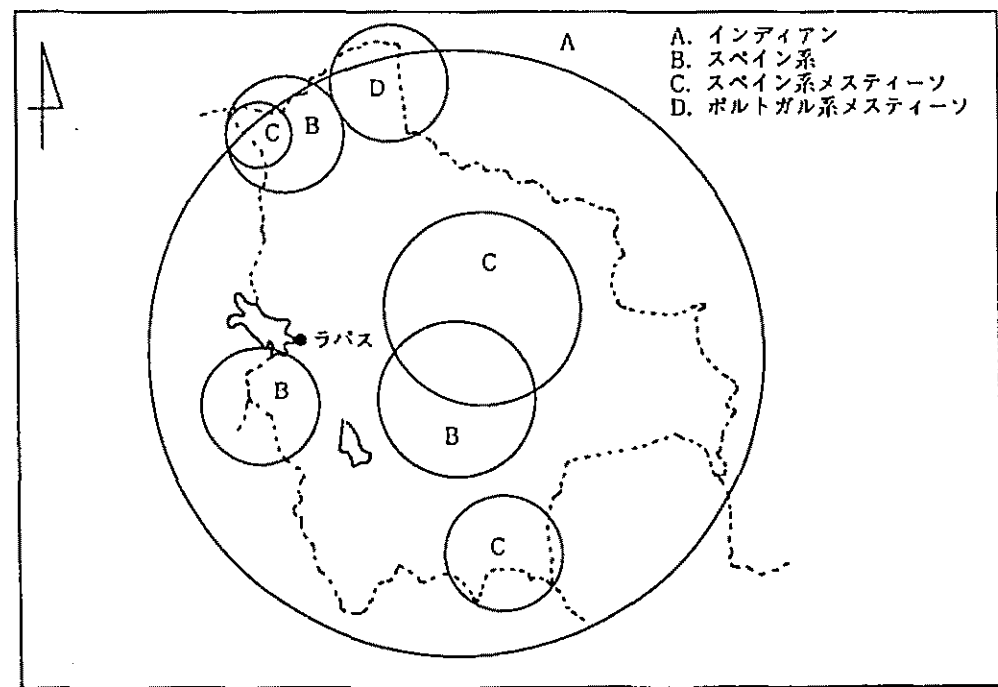 A
A. インディアン
B. スペイン系
C. スペイン系メスティーソ
D. ポルトガル系メスティーソ
D
C B
C
ラパス
B
B
C